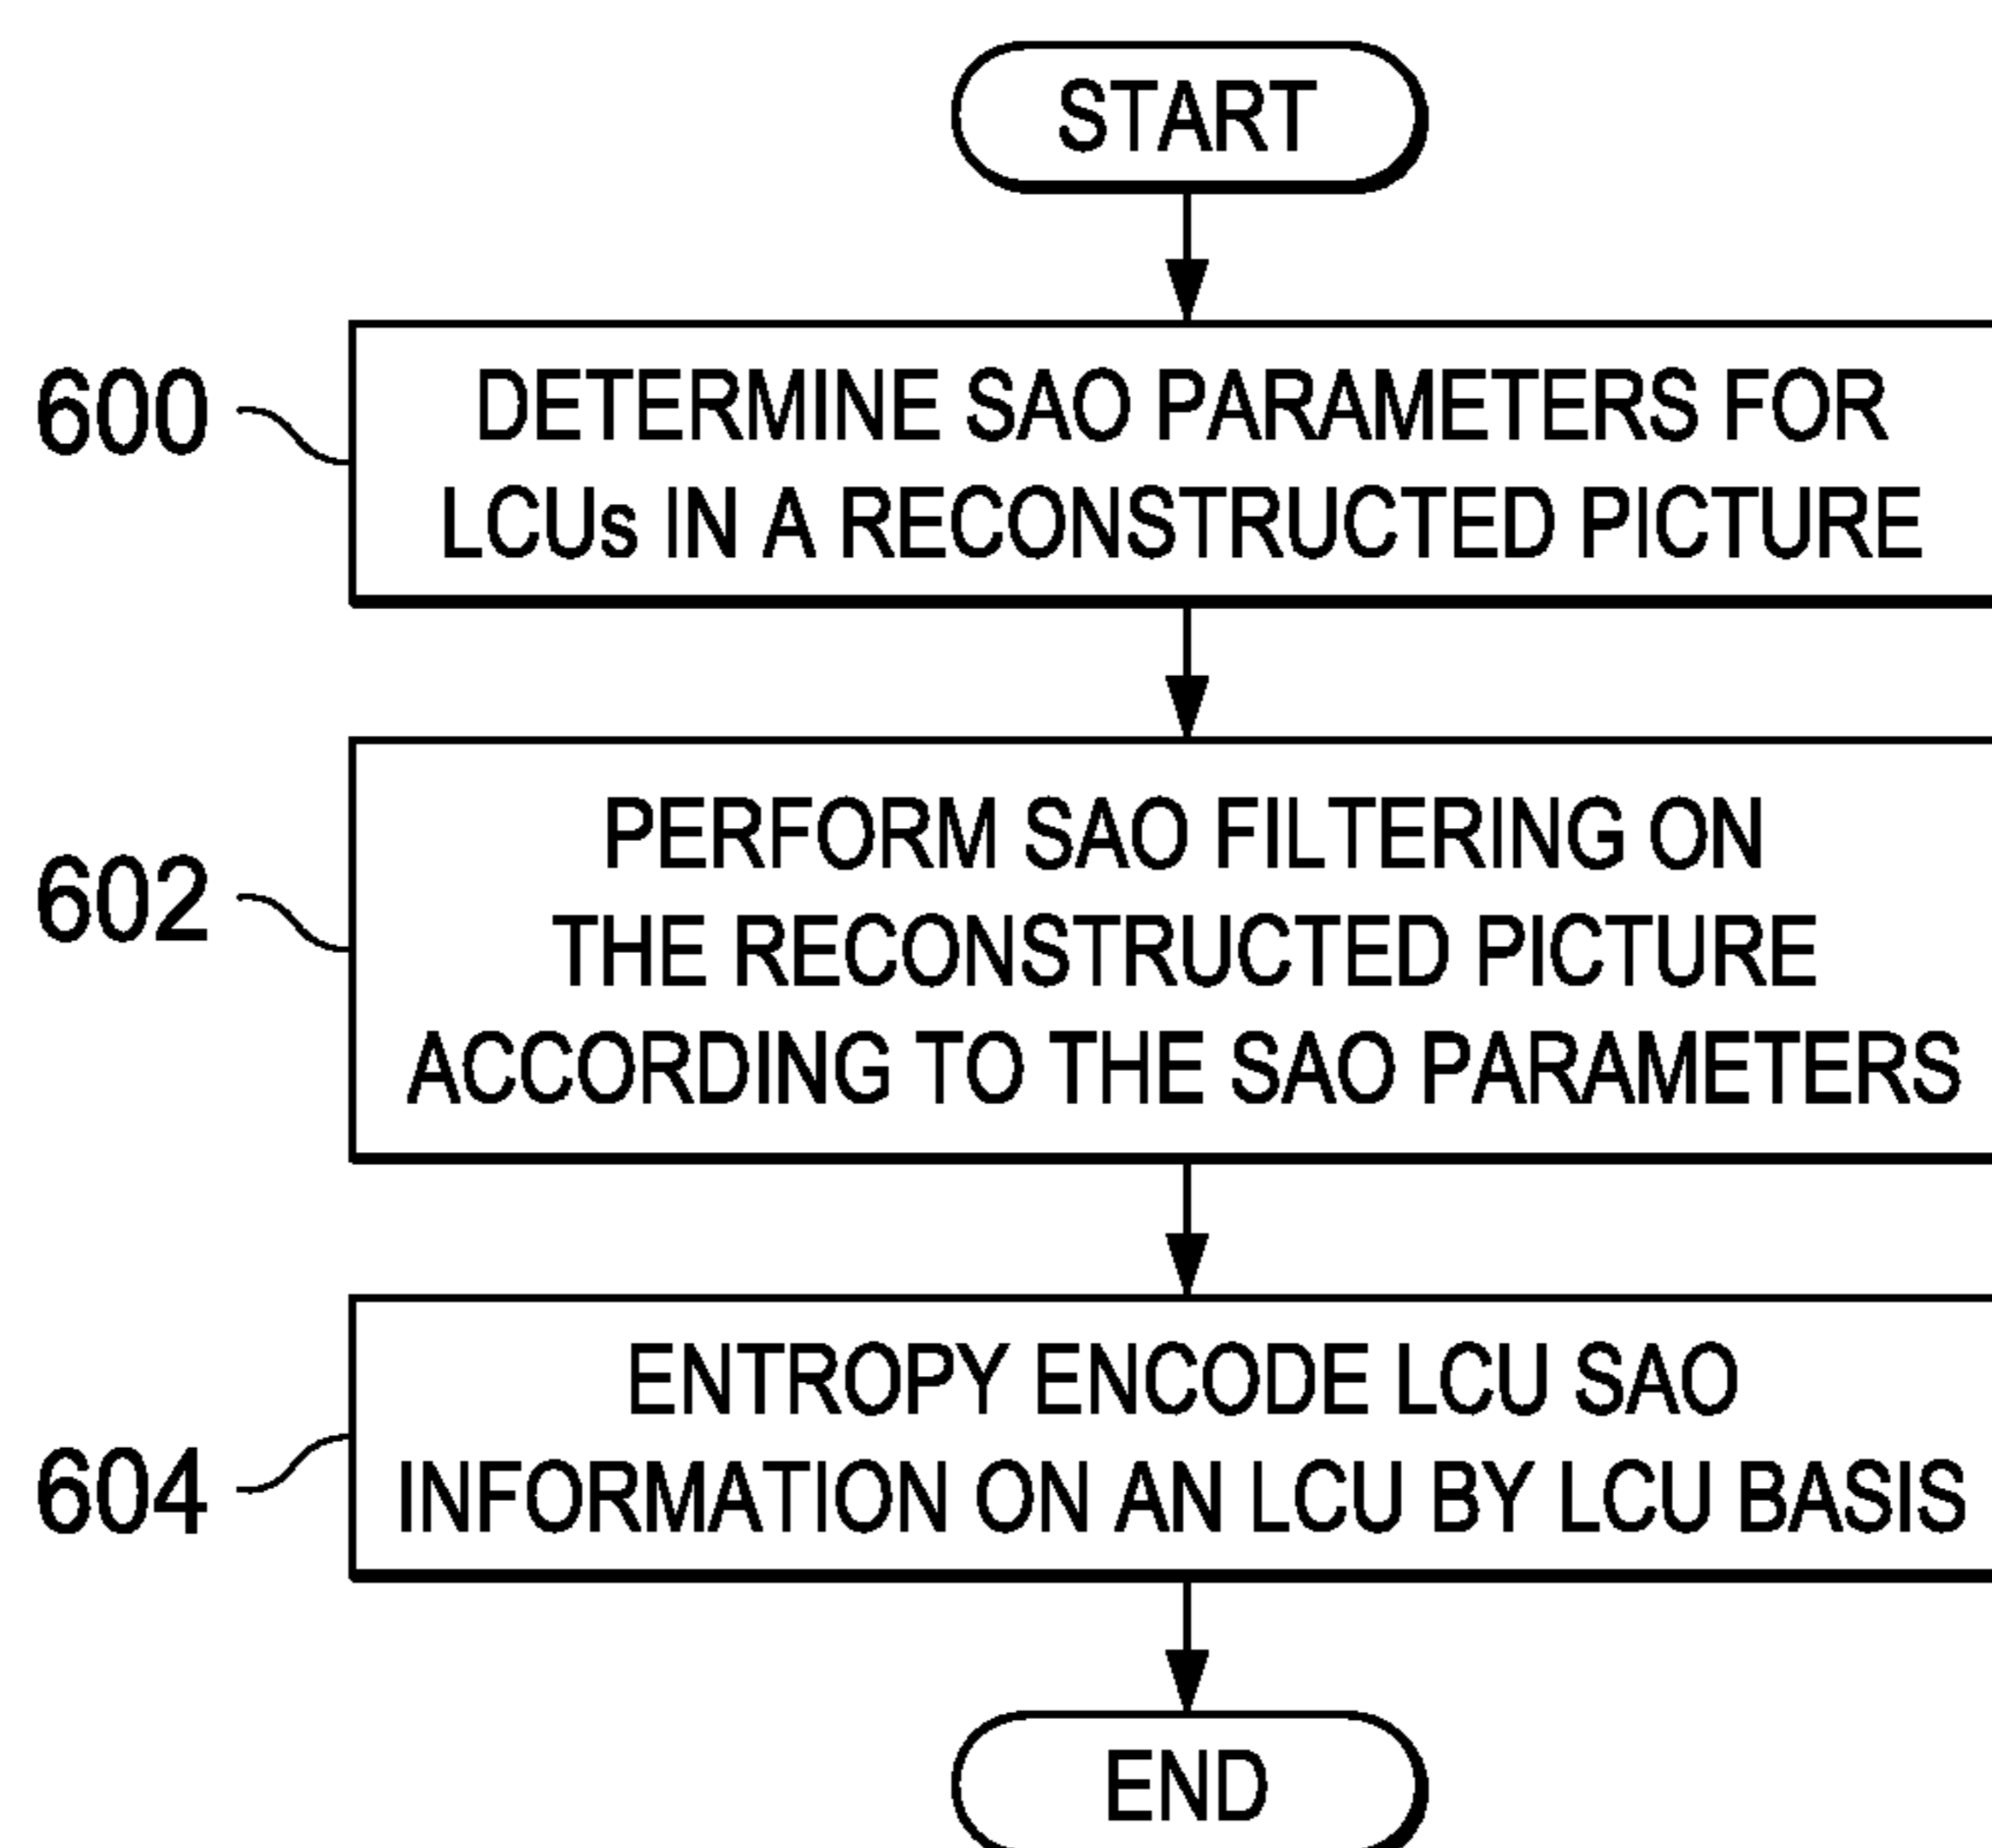 START
600
DETERMINE SAO PARAMETERS FOR
LCUs IN A RECONSTRUCTED PICTURE
602
PERFORM SAO FILTERING ON
THE RECONSTRUCTED PICTURE
ACCORDING TO THE SAO PARAMETERS
604
ENTROPY ENCODE LCU SAO
INFORMATION ON AN LCU BY LCU BASIS
END